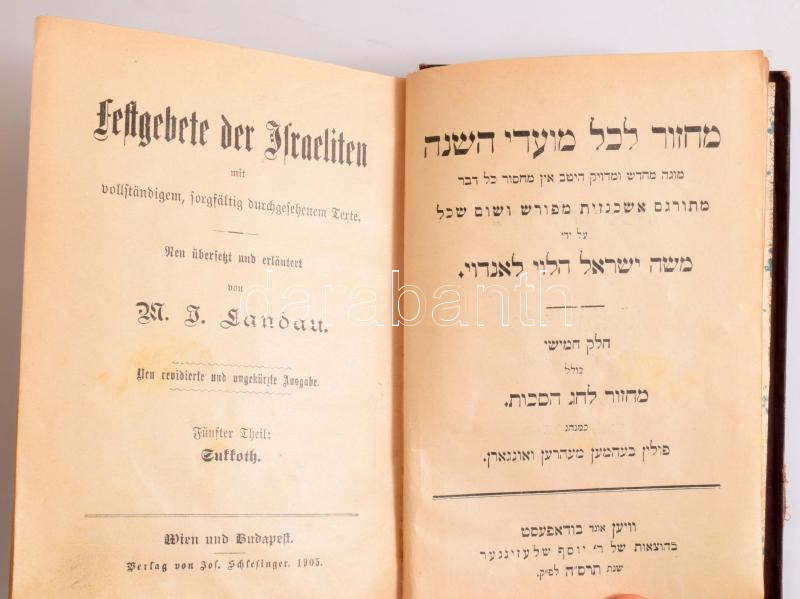 Festgebete der Israeliten
mit
vollständigem, sorgfältig durchgesehenem Texte.
Neu übersetzt und erläutert
von
M. J. Landau.
Neu revidierte und ungekürzte Ausgabe.
Fünfter Theil:
Sukkoth.
Wien und Budapest.
Verlag von Jos. Schlesinger. 1905.
מחזור לכל מועדי השנה
מוגה מחדש ומדויק היטב אין מחסור כל דבר
מתורגם אשכנזית מפורש ושום שכל
על ידי
משה ישראל הלוי לאנדוי.
חלק חמישי
כולל
מחזור לחג הסכות.
כמנהג
פולין בעהמען מעהרען ואונגארן.
וויען אונד בודאפעסט
בהוצאות של ר' יוסף שלעזינגער
שנת תרס"ה לפ"ק.
darabanth